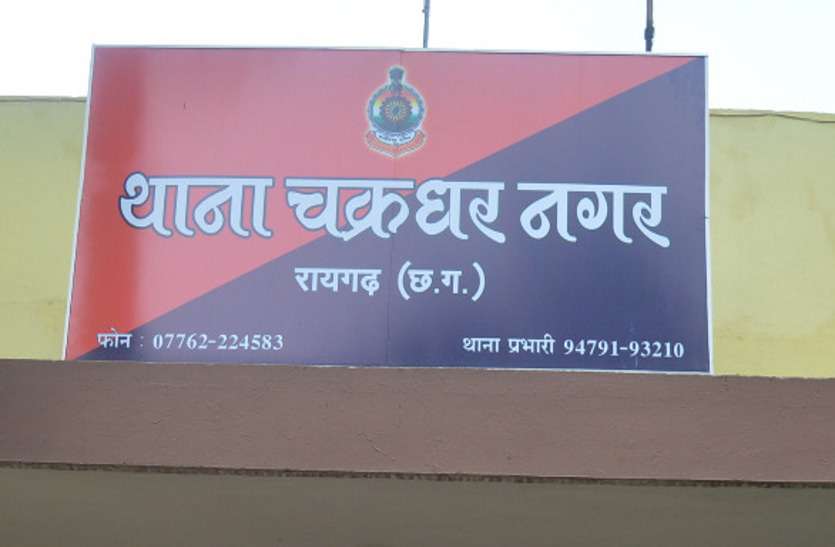 थाना चक्रधर नगर
रायगढ़ (छ.ग.)
फोन : 07762-224583 थाना प्रभारी 94791-93210